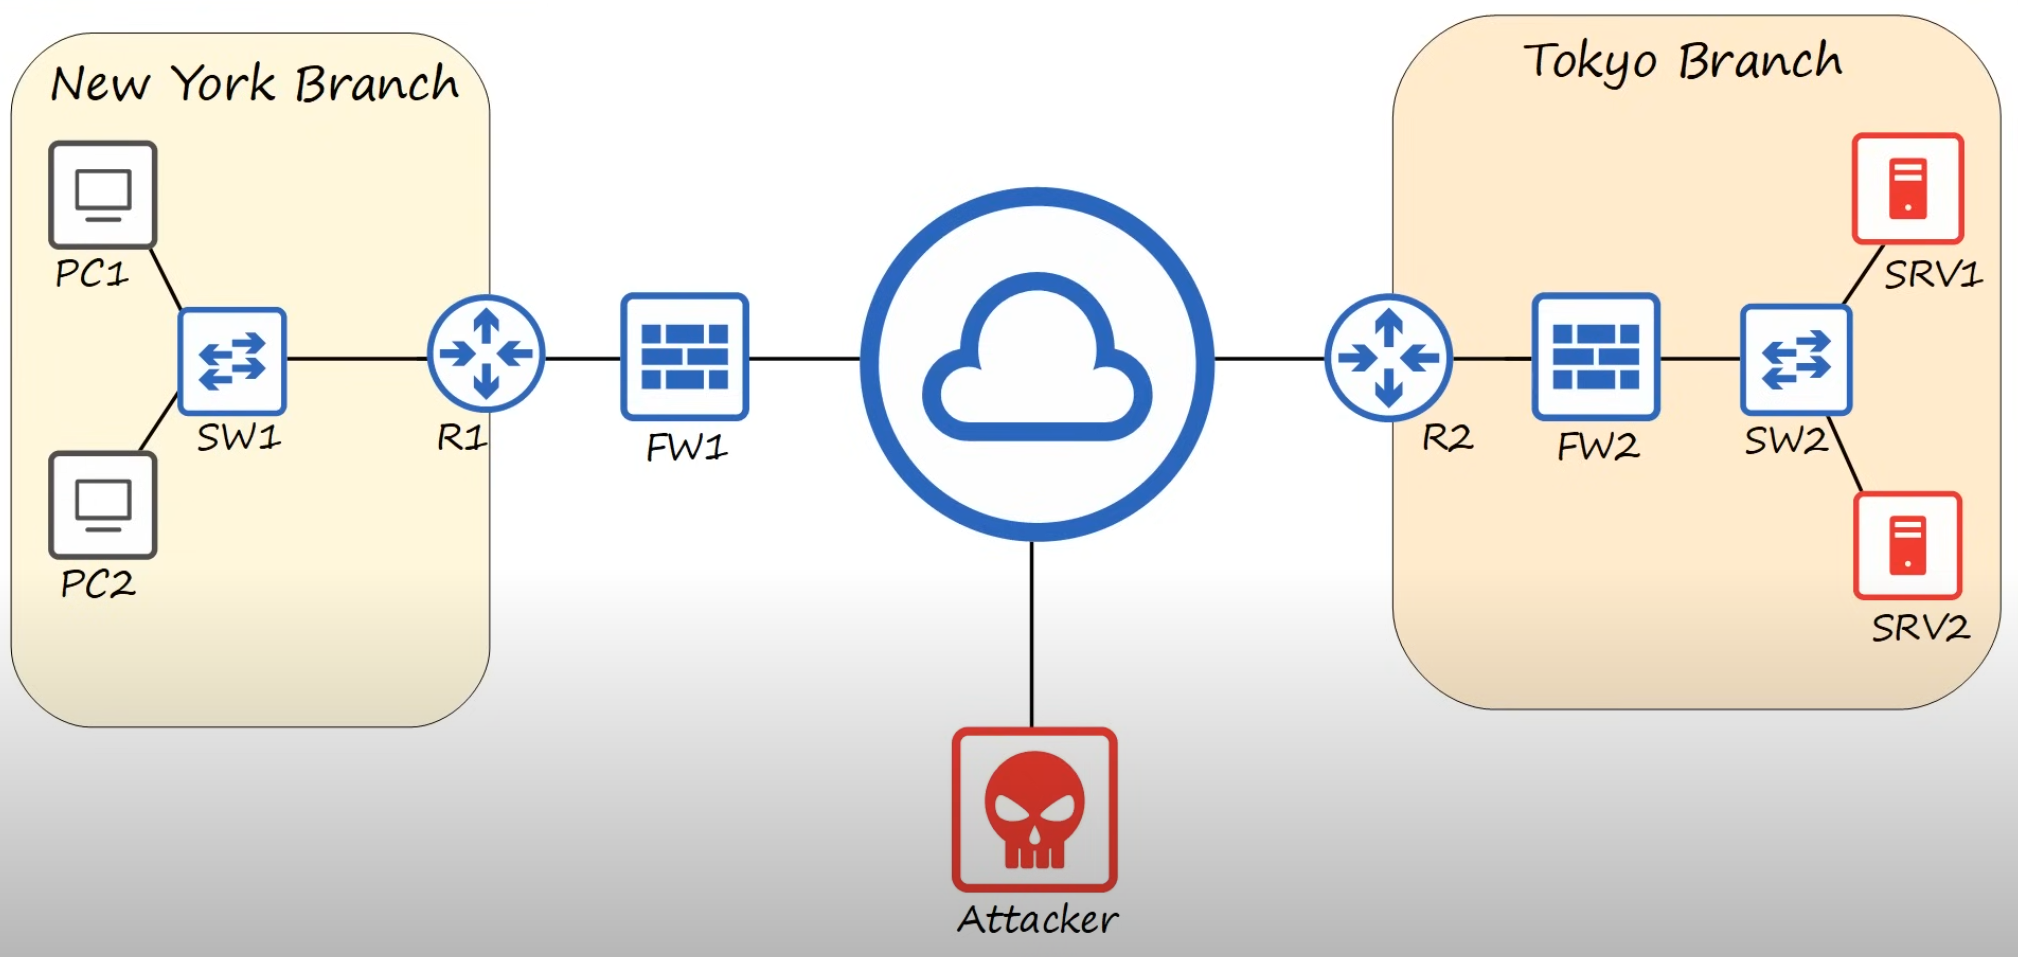 New York Branch
PC1
SW1
PC2
R1
FW1
Attacker
Tokyo Branch
R2
FW2
SW2
SRV1
SRV2